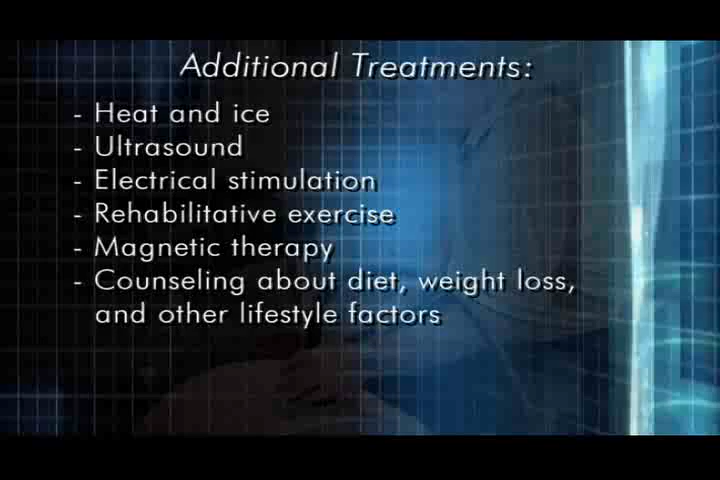 Additional Treatments:
- Heat and ice
- Ultrasound
- Electrical stimulation
- Rehabilitative exercise
- Magnetic therapy
- Counseling about diet, weight loss,
and other lifestyle factors